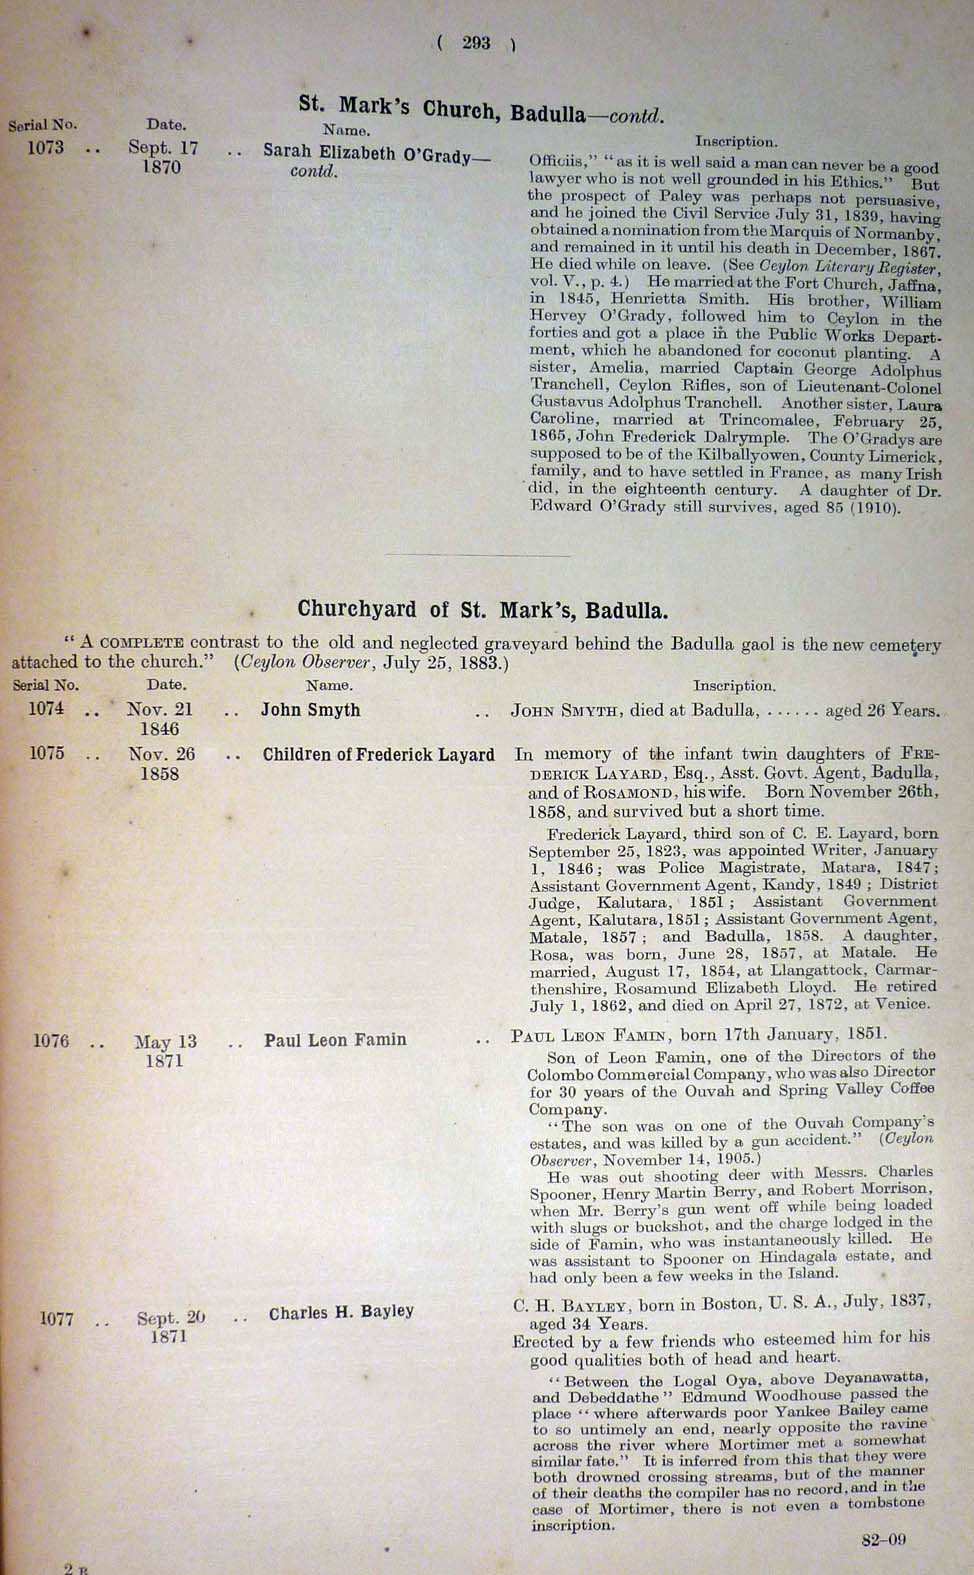 ( 293 )
St. Mark's Church, Badulla—contd.
Serial No. Date. Name. Inscription.
1073 .. Sept. 17 .. Sarah Elizabeth O'Grady—
1870 contd.
Officiis," "as it is well said a man can never be a good
lawyer who is not well grounded in his Ethics." But
the prospect of Paley was perhaps not persuasive,
and he joined the Civil Service July 31, 1839, having
obtained a nomination from the Marquis of Normanby,
and remained in it until his death in December, 1867.
He died while on leave. (See Ceylon Literary Register,
vol. V., p. 4.) He married at the Fort Church, Jaffna,
in 1845, Henrietta Smith. His brother, William
Hervey O'Grady, followed him to Ceylon in the
forties and got a place in the Public Works Depart-
ment, which he abandoned for coconut planting. A
sister, Amelia, married Captain George Adolphus
Tranchell, Ceylon Rifles, son of Lieutenant-Colonel
Gustavus Adolphus Tranchell. Another sister, Laura
Caroline, married at Trincomalee, February 25,
1865, John Frederick Dalrymple. The O'Gradys are
supposed to be of the Kilballyowen, County Limerick,
family, and to have settled in France, as many Irish
did, in the eighteenth century. A daughter of Dr.
Edward O'Grady still survives, aged 85 (1910).
Churchyard of St. Mark's, Badulla.
" A COMPLETE contrast to the old and neglected graveyard behind the Badulla gaol is the new cemetery
attached to the church." (Ceylon Observer, July 25, 1883.)
Serial No. Date. Name. Inscription.
1074 .. Nov. 21 .. John Smyth .. JOHN SMYTH, died at Badulla, ...... aged 26 Years.
1846
1075 .. Nov. 26 .. Children of Frederick Layard In memory of the infant twin daughters of FRE-
1858 DERICK LAYARD, Esq., Asst. Govt. Agent, Badulla,
and of ROSAMOND, his wife. Born November 26th,
1858, and survived but a short time.
Frederick Layard, third son of C. E. Layard, born
September 25, 1823, was appointed Writer, January
1, 1846; was Police Magistrate, Matara, 1847;
Assistant Government Agent, Kandy, 1849 ; District
Judge, Kalutara, 1851 ; Assistant Government
Agent, Kalutara, 1851 ; Assistant Government Agent,
Matale, 1857 ; and Badulla, 1858. A daughter,
Rosa, was born, June 28, 1857, at Matale. He
married, August 17, 1854, at Llangattock, Carmar-
thenshire, Rosamund Elizabeth Lloyd. He retired
July 1, 1862, and died on April 27, 1872, at Venice.
1076 .. May 13 .. Paul Leon Famin .. PAUL LEON FAMIN, born 17th January, 1851.
1871
Son of Leon Famin, one of the Directors of the
Colombo Commercial Company, who was also Director
for 30 years of the Ouvah and Spring Valley Coffee
Company.
"The son was on one of the Ouvah Company's
estates, and was killed by a gun accident." (Ceylon
Observer, November 14, 1905.)
He was out shooting deer with Messrs. Charles
Spooner, Henry Martin Berry, and Robert Morrison,
when Mr. Berry's gun went off while being loaded
with slugs or buckshot, and the charge lodged in the
side of Famin, who was instantaneously killed. He
was assistant to Spooner on Hindagala estate, and
had only been a few weeks in the Island.
1077 .. Sept. 20 .. Charles H. Bayley C. H. BAYLEY, born in Boston, U. S. A., July, 1837,
1871 aged 34 Years.
Erected by a few friends who esteemed him for his
good qualities both of head and heart.
"Between the Logal Oya, above Deyanawatta,
and Debeddathe" Edmund Woodhouse passed the
place "where afterwards poor Yankee Bailey came
to so untimely an end, nearly opposite the ravine
across the river where Mortimer met a somewhat
similar fate." It is inferred from this that they were
both drowned crossing streams, but of the manner
of their deaths the compiler has no record, and in the
case of Mortimer, there is not even a tombstone
inscription.
82–09
2 B